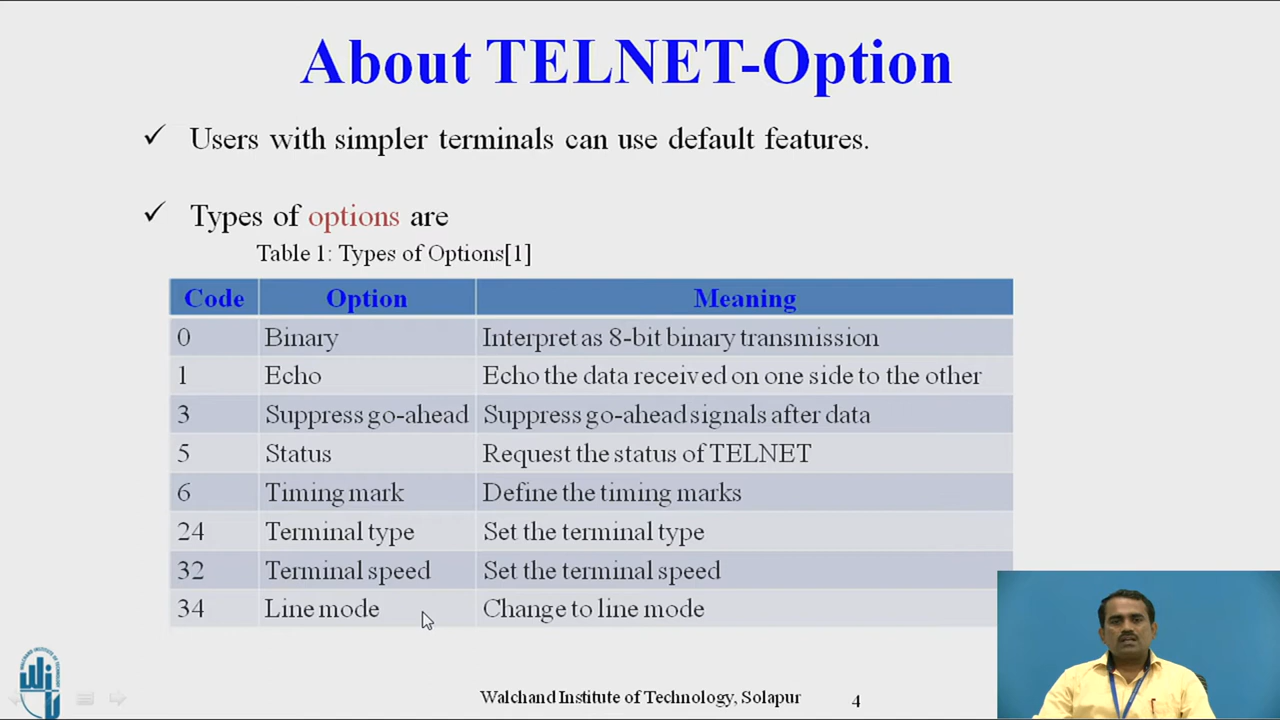 About TELNET-Option
✓ Users with simpler terminals can use default features.
✓ Types of options are
Table 1: Types of Options[1]
Code Option Meaning
0 Binary Interpret as 8-bit binary transmission
1 Echo Echo the data received on one side to the other
3 Suppress go-ahead Suppress go-ahead signals after data
5 Status Request the status of TELNET
6 Timing mark Define the timing marks
24 Terminal type Set the terminal type
32 Terminal speed Set the terminal speed
34 Line mode Change to line mode
Walchand Institute of Technology, Solapur 4